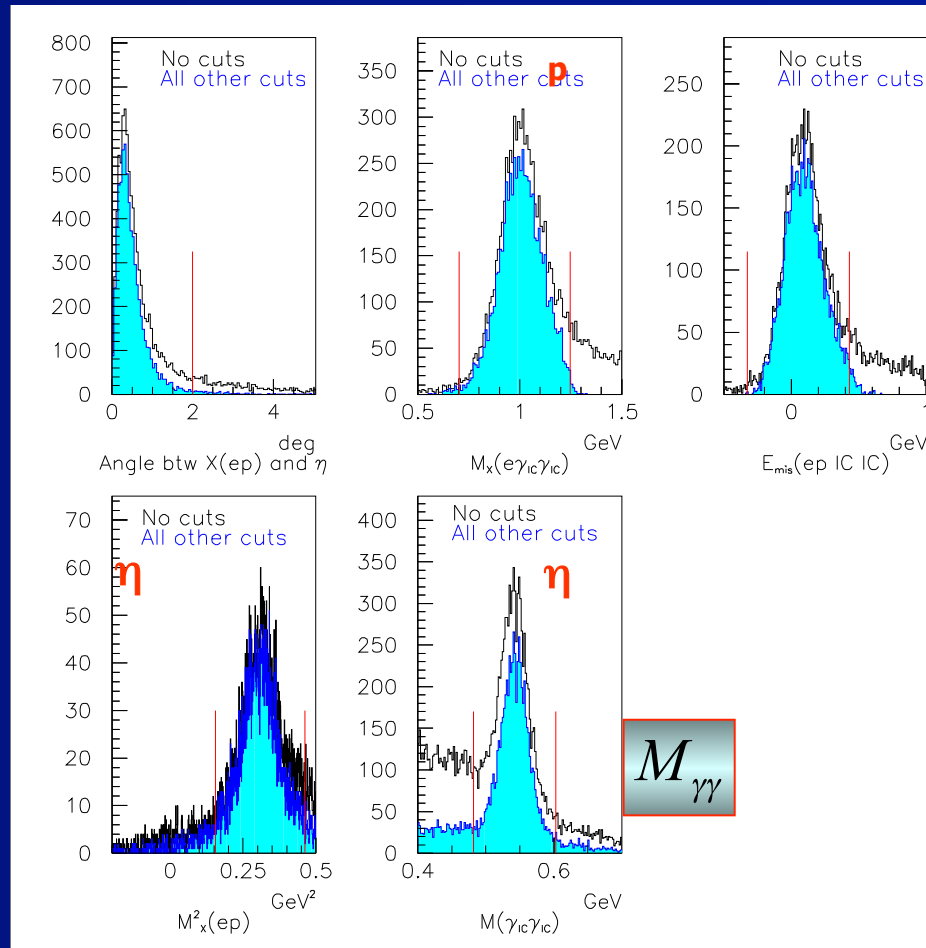 No cuts
All other cuts
800
700
600
500
400
300
200
100
0
0 2 4
deg
Angle btw X(ep) and η
No cuts
All other cuts
p
350
300
250
200
150
100
50
0
0.5 1 1.5
GeV
Mx(eγICγIC)
No cuts
All other cuts
250
200
150
100
50
0
0 1
GeV
Emis(ep IC IC)
No cuts
All other cuts
η
70
60
50
40
30
20
10
0
0 0.25 0.5
GeV²
M²x(ep)
No cuts
All other cuts
η
400
350
300
250
200
150
100
50
0
0.4 0.6
GeV
M(γICγIC)
Mγγ